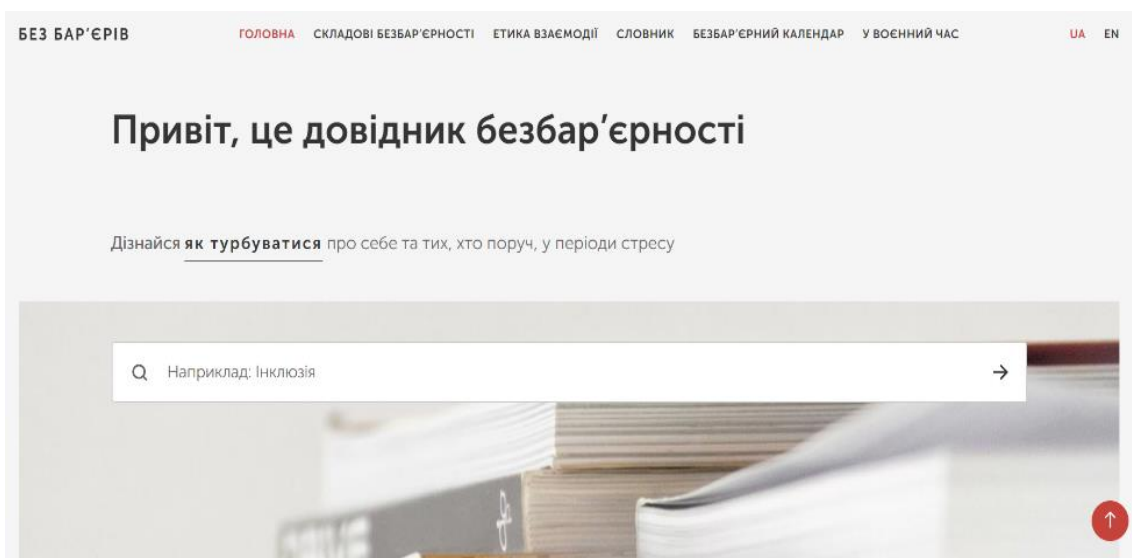 БЕЗ БАР'ЄРІВ ГОЛОВНА СКЛАДОВІ БЕЗБАР'ЄРНОСТІ ЕТИКА ВЗАЄМОДІЇ СЛОВНИК БЕЗБАР'ЄРНИЙ КАЛЕНДАР У ВОЄННИЙ ЧАС UA EN
Привіт, це довідник безбар'єрності
Дізнайся як турбуватися про себе та тих, хто поруч, у періоди стресу
Наприклад: Інклюзія